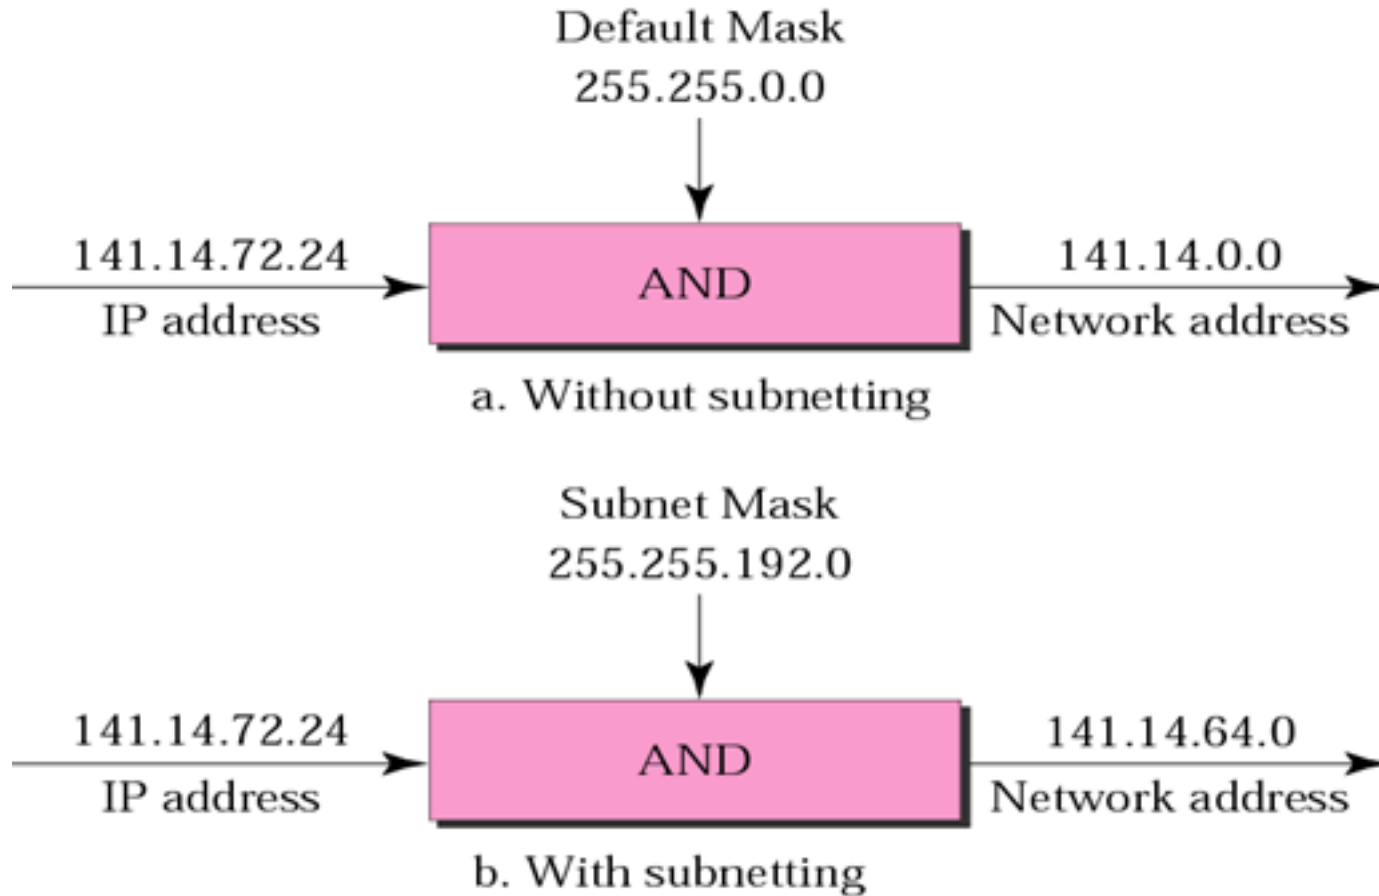 Default Mask
255.255.0.0
141.14.72.24
IP address
AND
141.14.0.0
Network address
a. Without subnetting
Subnet Mask
255.255.192.0
141.14.72.24
IP address
AND
141.14.64.0
Network address
b. With subnetting